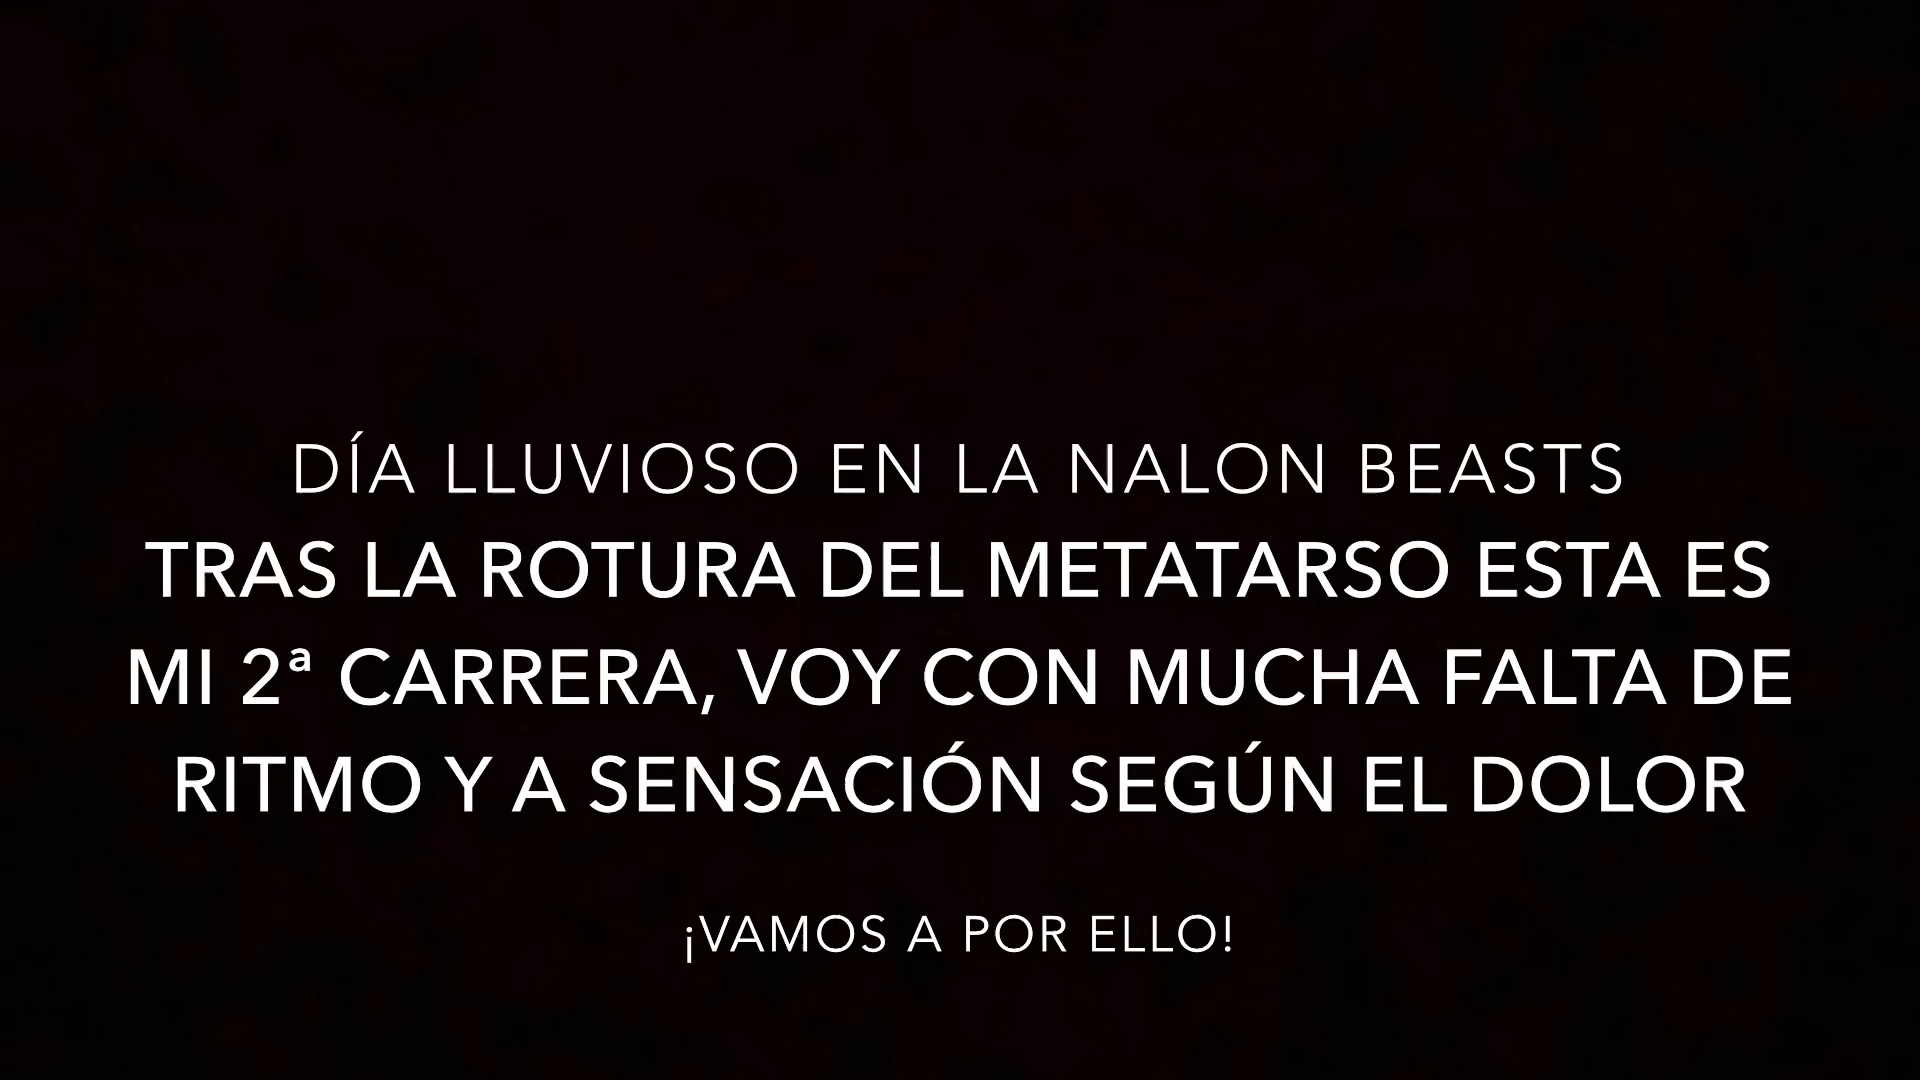 DÍA LLUVIOSO EN LA NALON BEASTS
TRAS LA ROTURA DEL METATARSO ESTA ES
MI 2ª CARRERA, VOY CON MUCHA FALTA DE
RITMO Y A SENSACIÓN SEGÚN EL DOLOR
¡VAMOS A POR ELLO!